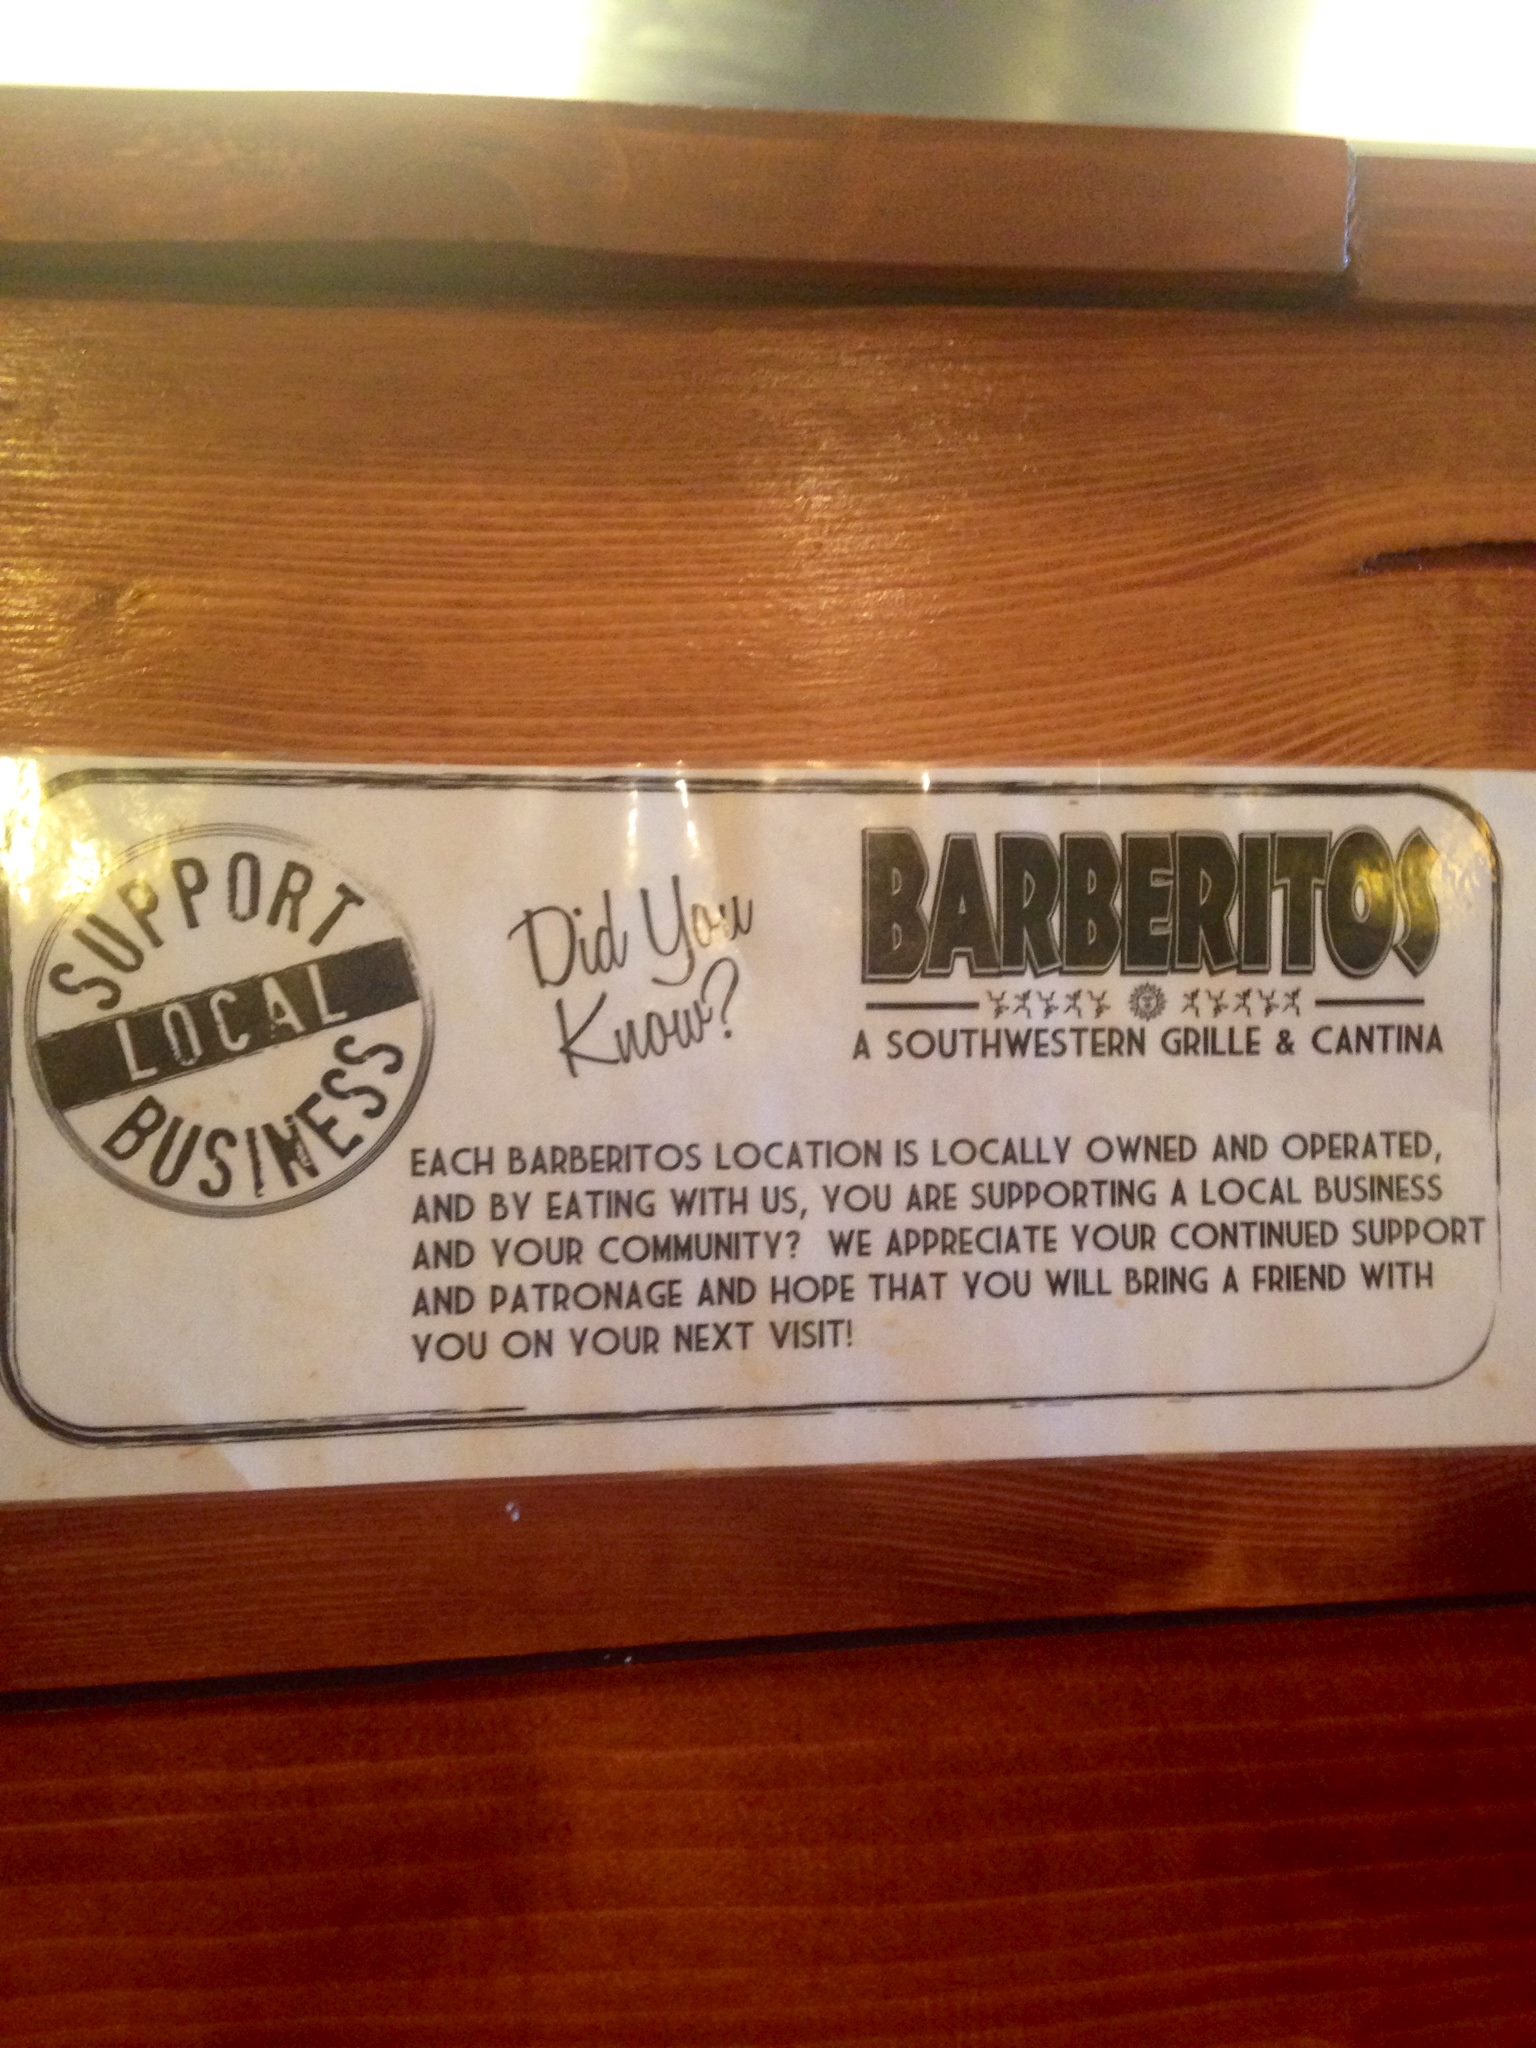 SUPPORT
LOCAL
BUSINESS
Did You
Know?
BARBERITOS
A SOUTHWESTERN GRILLE & CANTINA
EACH BARBERITOS LOCATION IS LOCALLY OWNED AND OPERATED,
AND BY EATING WITH US, YOU ARE SUPPORTING A LOCAL BUSINESS
AND YOUR COMMUNITY? WE APPRECIATE YOUR CONTINUED SUPPORT
AND PATRONAGE AND HOPE THAT YOU WILL BRING A FRIEND WITH
YOU ON YOUR NEXT VISIT!